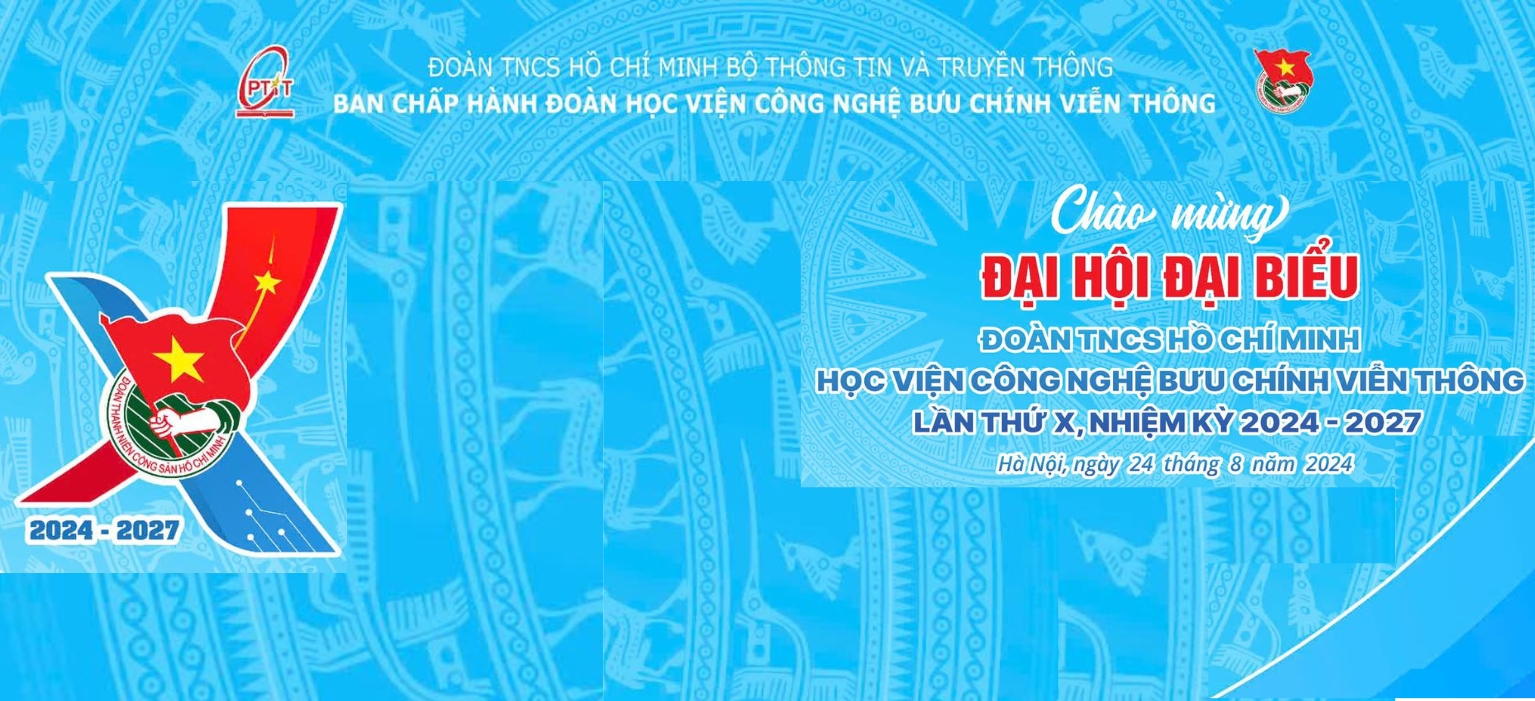 ĐOÀN TNCS HỒ CHÍ MINH BỘ THÔNG TIN VÀ TRUYỀN THÔNG
BAN CHẤP HÀNH ĐOÀN HỌC VIỆN CÔNG NGHỆ BƯU CHÍNH VIỄN THÔNG
PTIT
Chào mừng
ĐẠI HỘI ĐẠI BIỂU
ĐOÀN TNCS HỒ CHÍ MINH
HỌC VIỆN CÔNG NGHỆ BƯU CHÍNH VIỄN THÔNG
LẦN THỨ X, NHIỆM KỲ 2024 - 2027
Hà Nội, ngày 24 tháng 8 năm 2024
ĐOÀN THANH NIÊN CỘNG SẢN HỒ CHÍ MINH
2024 - 2027